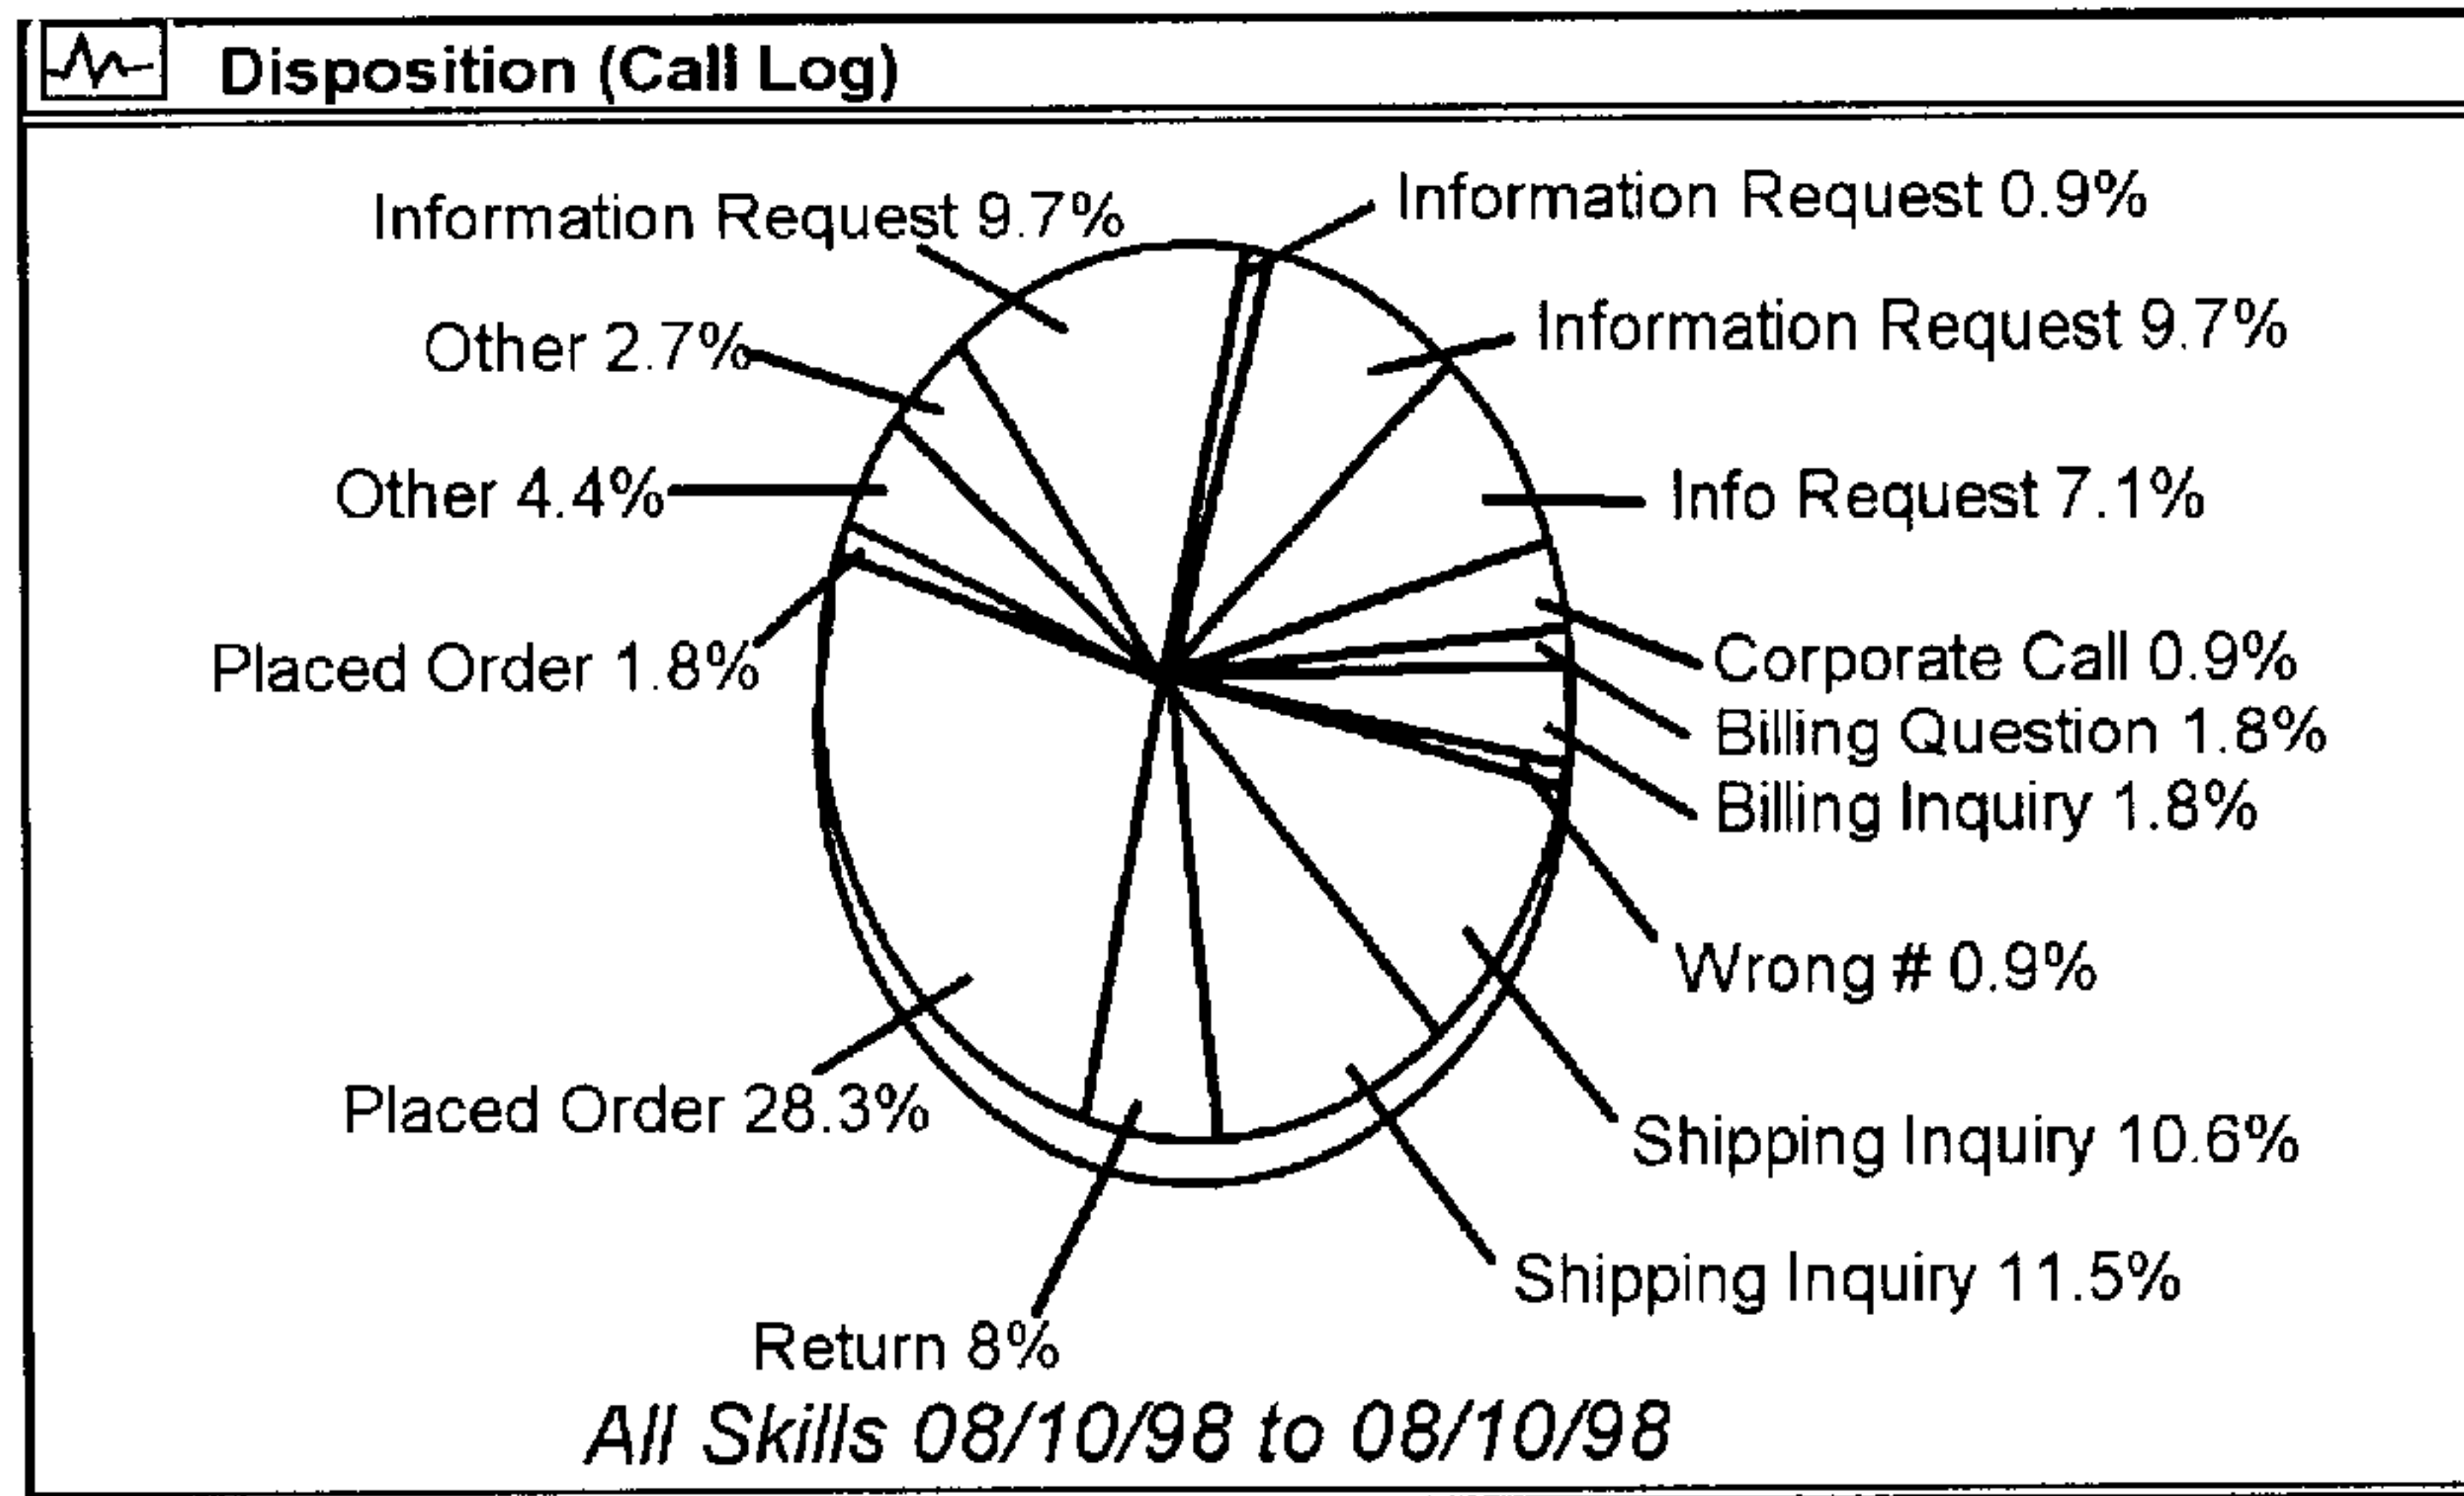 Disposition (Call Log)
Information Request 0.9%
Information Request 9.7%
Information Request 9.7%
Other 2.7%
Other 4.4%
Info Request 7.1%
Placed Order 1.8%
Corporate Call 0.9%
Billing Question 1.8%
Billing Inquiry 1.8%
Wrong # 0.9%
Placed Order 28.3%
Shipping Inquiry 10.6%
Shipping Inquiry 11.5%
Return 8%
All Skills 08/10/98 to 08/10/98